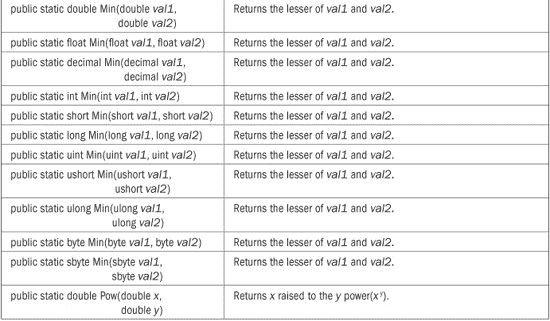 public static double Min(double val1, Returns the lesser of val1 and val2.
double val2)
public static float Min(float val1, float val2) Returns the lesser of val1 and val2.
public static decimal Min(decimal val1, Returns the lesser of val1 and val2.
decimal val2)
public static int Min(int val1, int val2) Returns the lesser of val1 and val2.
public static short Min(short val1, short val2) Returns the lesser of val1 and val2.
public static long Min(long val1, long val2) Returns the lesser of val1 and val2.
public static uint Min(uint val1, uint val2) Returns the lesser of val1 and val2.
public static ushort Min(ushort val1, Returns the lesser of val1 and val2.
ushort val2)
public static ulong Min(ulong val1, Returns the lesser of val1 and val2.
ulong val2)
public static byte Min(byte val1, byte val2) Returns the lesser of val1 and val2.
public static sbyte Min(sbyte val1, Returns the lesser of val1 and val2.
sbyte val2)
public static double Pow(double x, Returns x raised to the y power(xʸ).
double y)